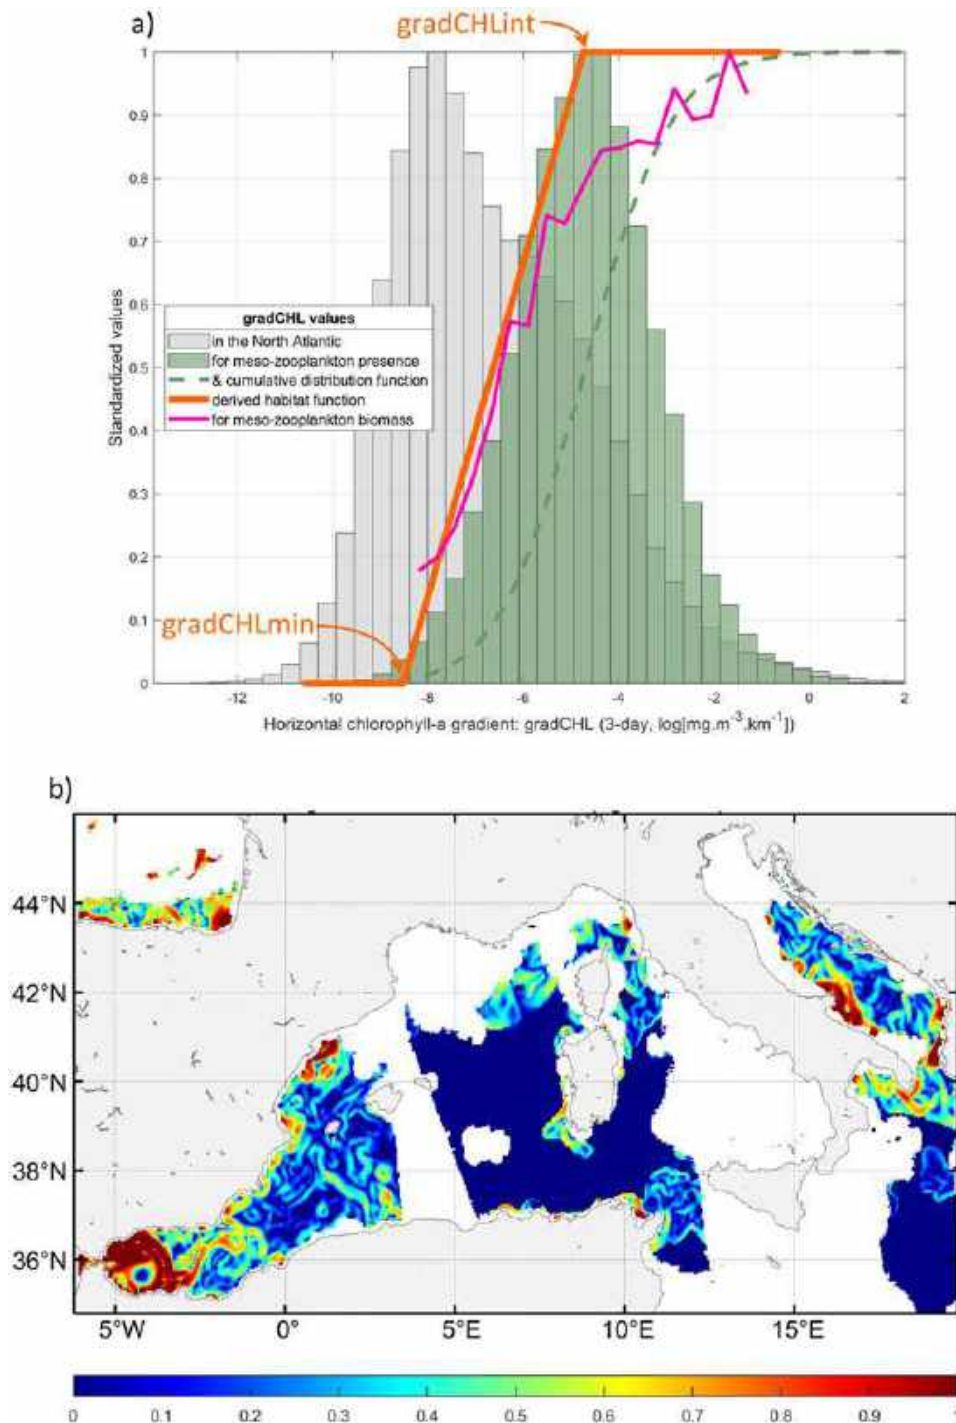 a)
gradCHLint
1
0.9
0.8
0.7
0.6
0.5
0.4
0.3
0.2
0.1
0
Standardized values
gradCHL values
in the North Atlantic
for meso-zooplankton presence
& cumulative distribution function
derived habitat function
for meso-zooplankton biomass
gradCHLmin
-12 -10 -8 -6 -4 -2 0 2
Horizontal chlorophyll-a gradient: gradCHL (3-day, log[mg.m⁻³.km⁻¹])
b)
44°N
42°N
40°N
38°N
36°N
5°W 0° 5°E 10°E 15°E
0 0.1 0.2 0.3 0.4 0.5 0.6 0.7 0.8 0.9